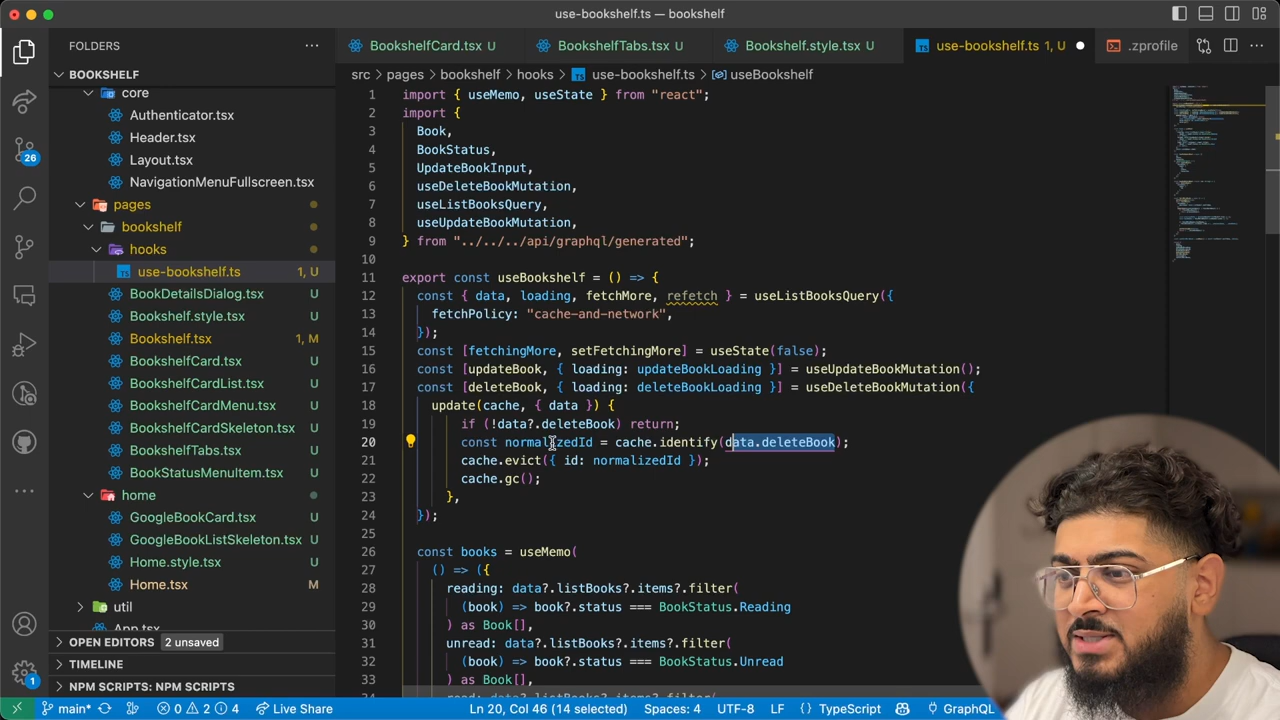 use-bookshelf.ts — bookshelf
FOLDERS
BOOKSHELF
core
Authenticator.tsx
Header.tsx
Layout.tsx
NavigationMenuFullscreen.tsx
pages
bookshelf
hooks
use-bookshelf.ts 1, U
BookDetailsDialog.tsx U
Bookshelf.style.tsx U
Bookshelf.tsx 1, M
BookshelfCard.tsx U
BookshelfCardList.tsx U
BookshelfCardMenu.tsx U
BookshelfCardSkeleton.tsx U
BookshelfTabs.tsx U
BookStatusMenuItem.tsx U
home
GoogleBookCard.tsx U
GoogleBookListSkeleton.tsx U
Home.style.tsx U
Home.tsx M
util
OPEN EDITORS 2 unsaved
TIMELINE
NPM SCRIPTS: BOOKSHELF
26
1
BookshelfCard.tsx U BookshelfTabs.tsx U Bookshelf.style.tsx U use-bookshelf.ts 1, U .zprofile
src > pages > bookshelf > hooks > use-bookshelf.ts > useBookshelf
1 import { useMemo, useState } from "react";
2 import {
3 Book,
4 BookStatus,
5 UpdateBookInput,
6 useDeleteBookMutation,
7 useListBooksQuery,
8 useUpdateBookMutation,
9 } from "../../../api/graphql/generated";
10
11 export const useBookshelf = () => {
12 const { data, loading, fetchMore, refetch } = useListBooksQuery({
13 fetchPolicy: "cache-and-network",
14 });
15 const [fetchingMore, setFetchingMore] = useState(false);
16 const [updateBook, { loading: updateBookLoading }] = useUpdateBookMutation();
17 const [deleteBook, { loading: deleteBookLoading }] = useDeleteBookMutation({
18 update(cache, { data }) {
19 if (!data?.deleteBook) return;
20 const normalizedId = cache.identify(data.deleteBook);
21 cache.evict({ id: normalizedId });
22 cache.gc();
23 },
24 });
25
26 const books = useMemo(
27 () => ({
28 reading: data?.listBooks?.items?.filter(
29 (book) => book?.status === BookStatus.Reading
30 ) as Book[],
31 unread: data?.listBooks?.items?.filter(
32 (book) => book?.status === BookStatus.Unread
33 ) as Book[],
main* 0 2 4 Live Share Ln 20, Col 46 (14 selected) Spaces: 4 UTF-8 LF {} TypeScript GraphQL